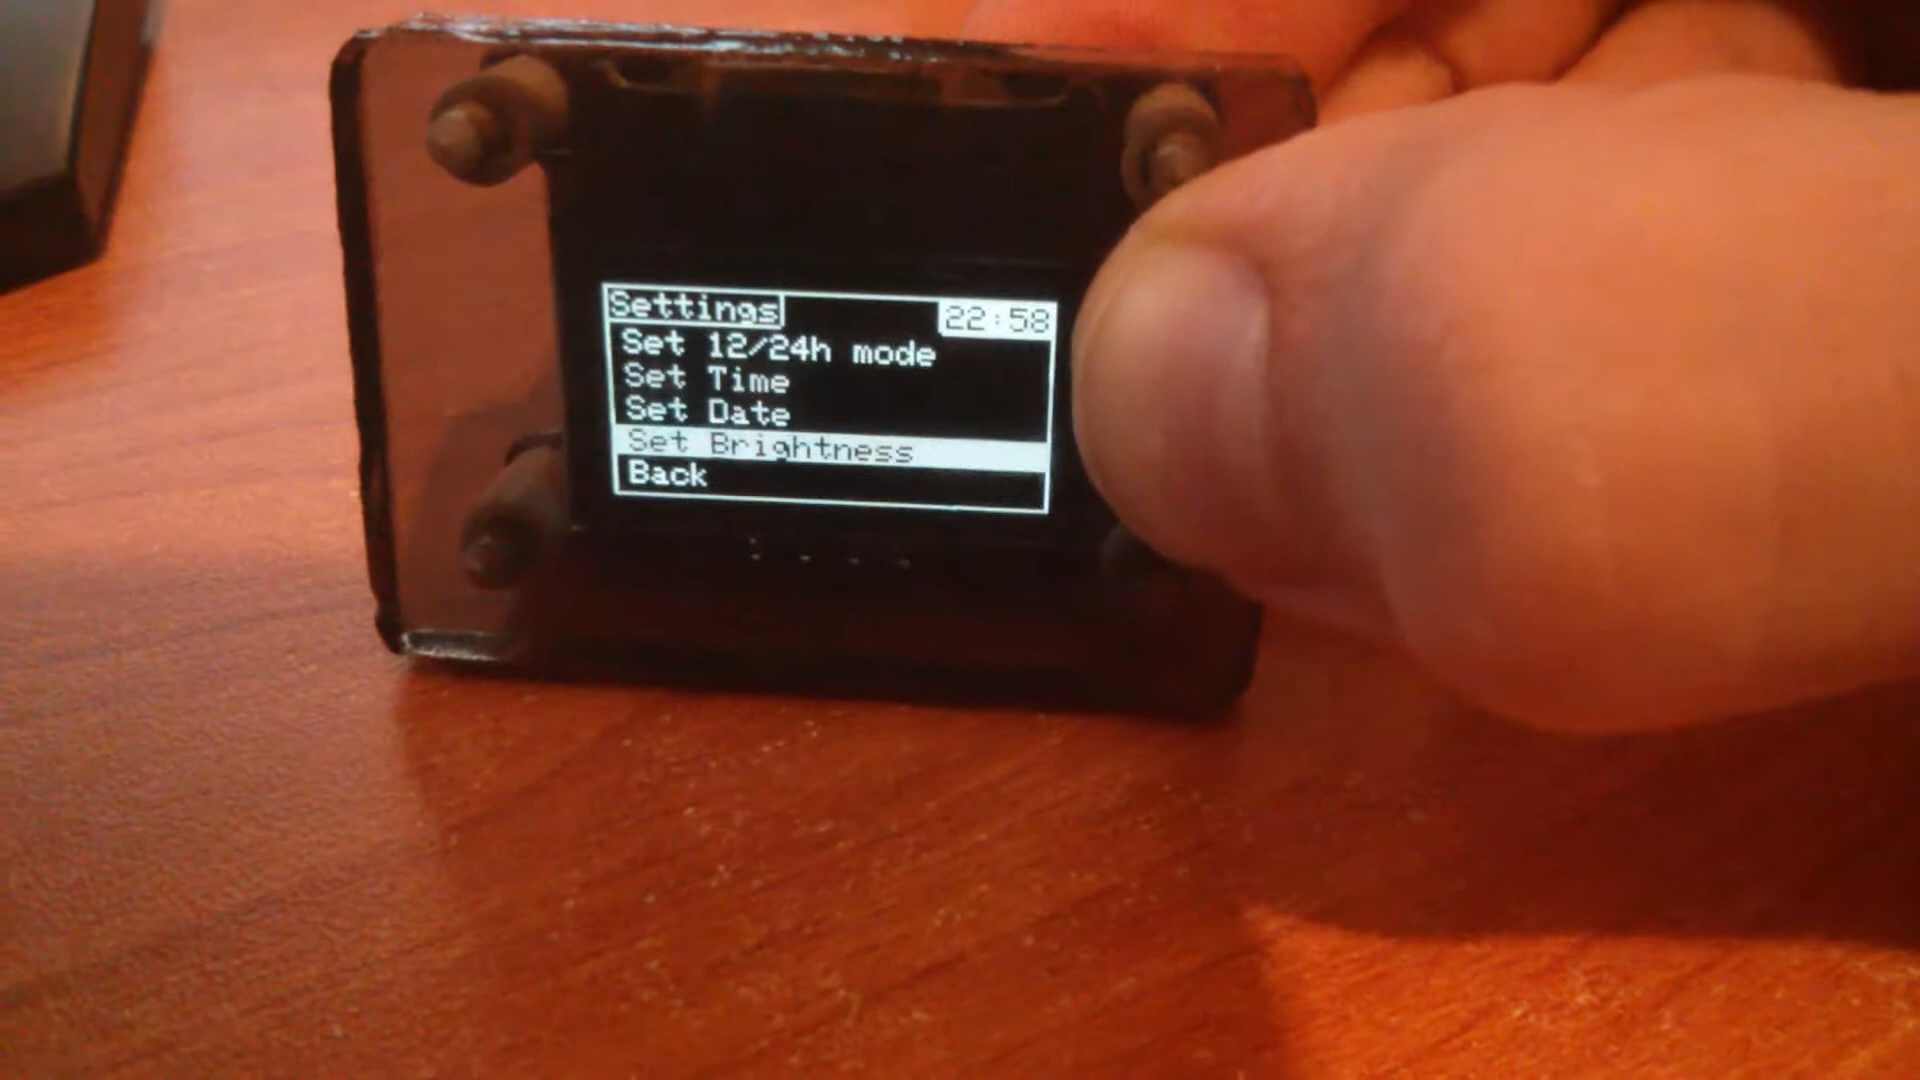 Settings 22:58
Set 12/24h mode
Set Time
Set Date
Set Brightness
Back